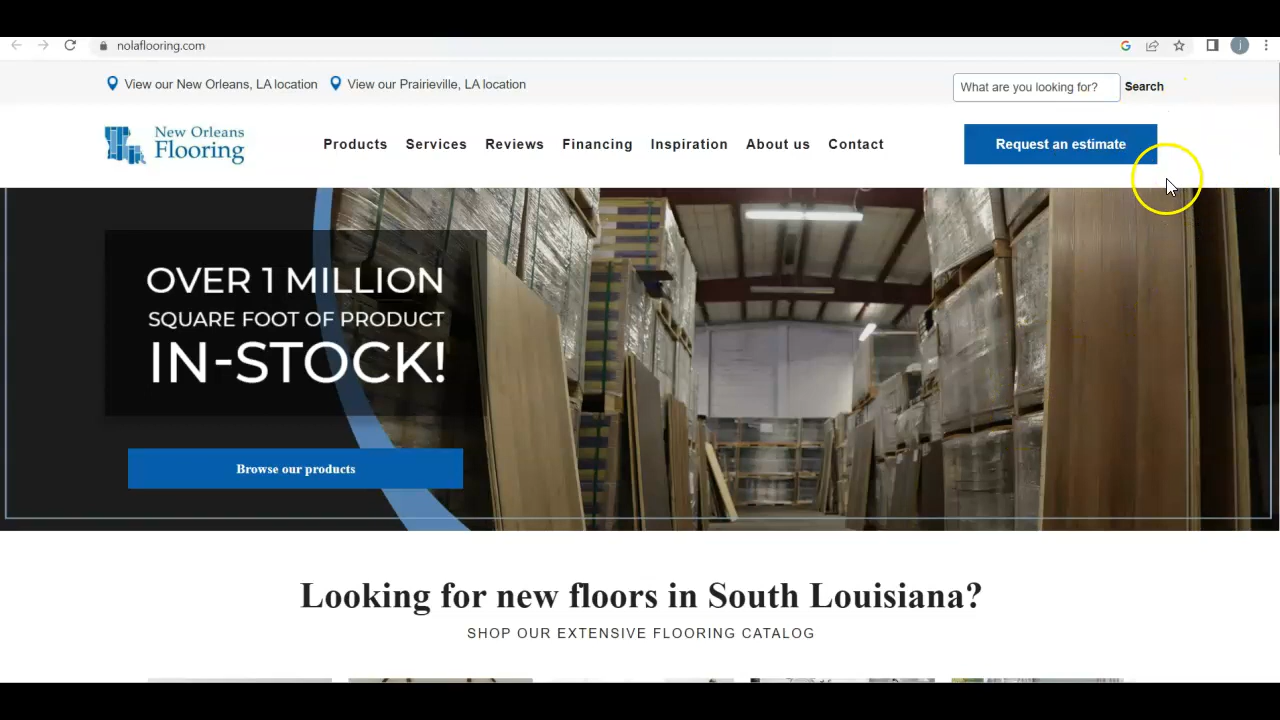 nolaflooring.com
View our New Orleans, LA location View our Prairieville, LA location
What are you looking for? Search
New Orleans
Flooring
Products Services Reviews Financing Inspiration About us Contact
Request an estimate
OVER 1 MILLION
SQUARE FOOT OF PRODUCT
IN-STOCK!
Browse our products
Looking for new floors in South Louisiana?
SHOP OUR EXTENSIVE FLOORING CATALOG